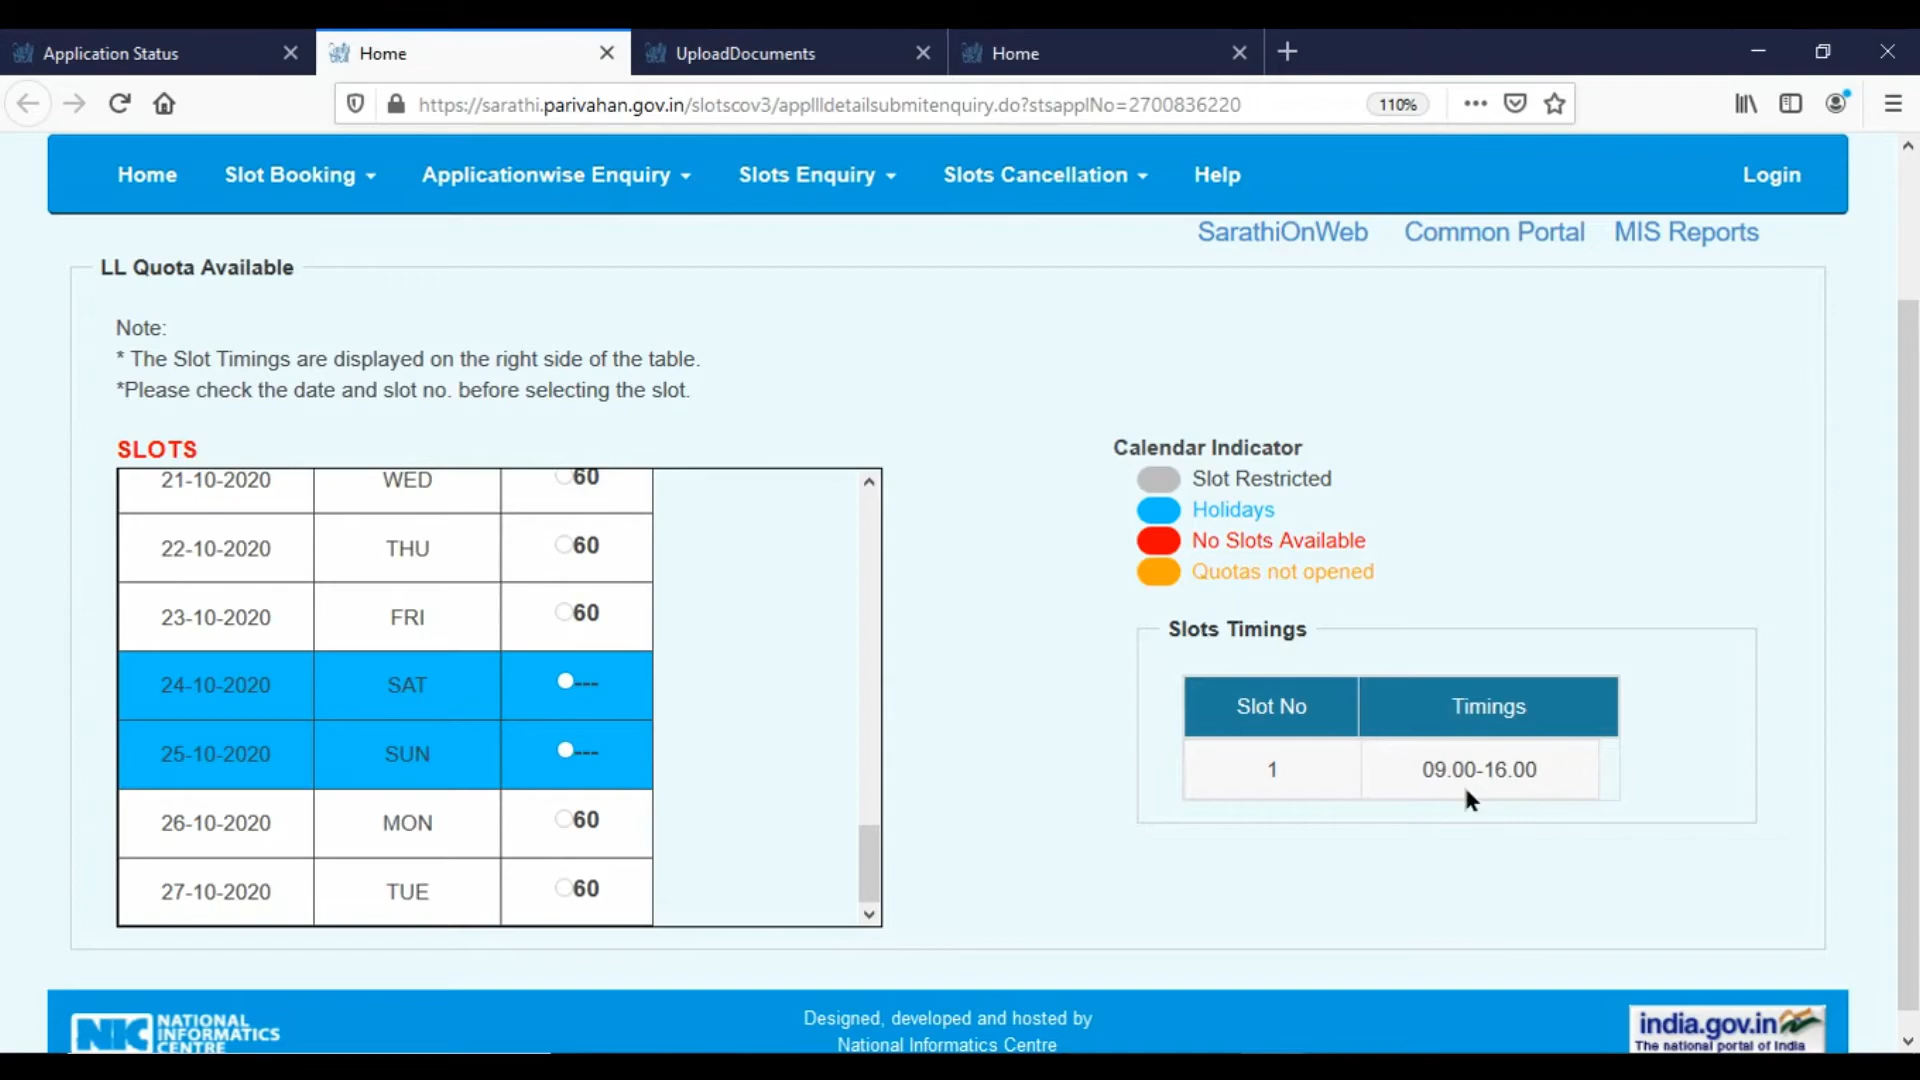 Application Status
Home
UploadDocuments
Home
https://sarathi.parivahan.gov.in/slotscov3/appllldetailsubmitenquiry.do?stsapplNo=2700836220
110%
Home
Slot Booking
Applicationwise Enquiry
Slots Enquiry
Slots Cancellation
Help
Login
SarathiOnWeb
Common Portal
MIS Reports
LL Quota Available
Note:
* The Slot Timings are displayed on the right side of the table.
*Please check the date and slot no. before selecting the slot.
SLOTS
21-10-2020 WED 60
22-10-2020 THU 60
23-10-2020 FRI 60
24-10-2020 SAT ---
25-10-2020 SUN ---
26-10-2020 MON 60
27-10-2020 TUE 60
Calendar Indicator
Slot Restricted
Holidays
No Slots Available
Quotas not opened
Slots Timings
Slot No Timings
1 09.00-16.00
NIC
NATIONAL
INFORMATICS
CENTRE
Designed, developed and hosted by
National Informatics Centre
india.gov.in
The national portal of India